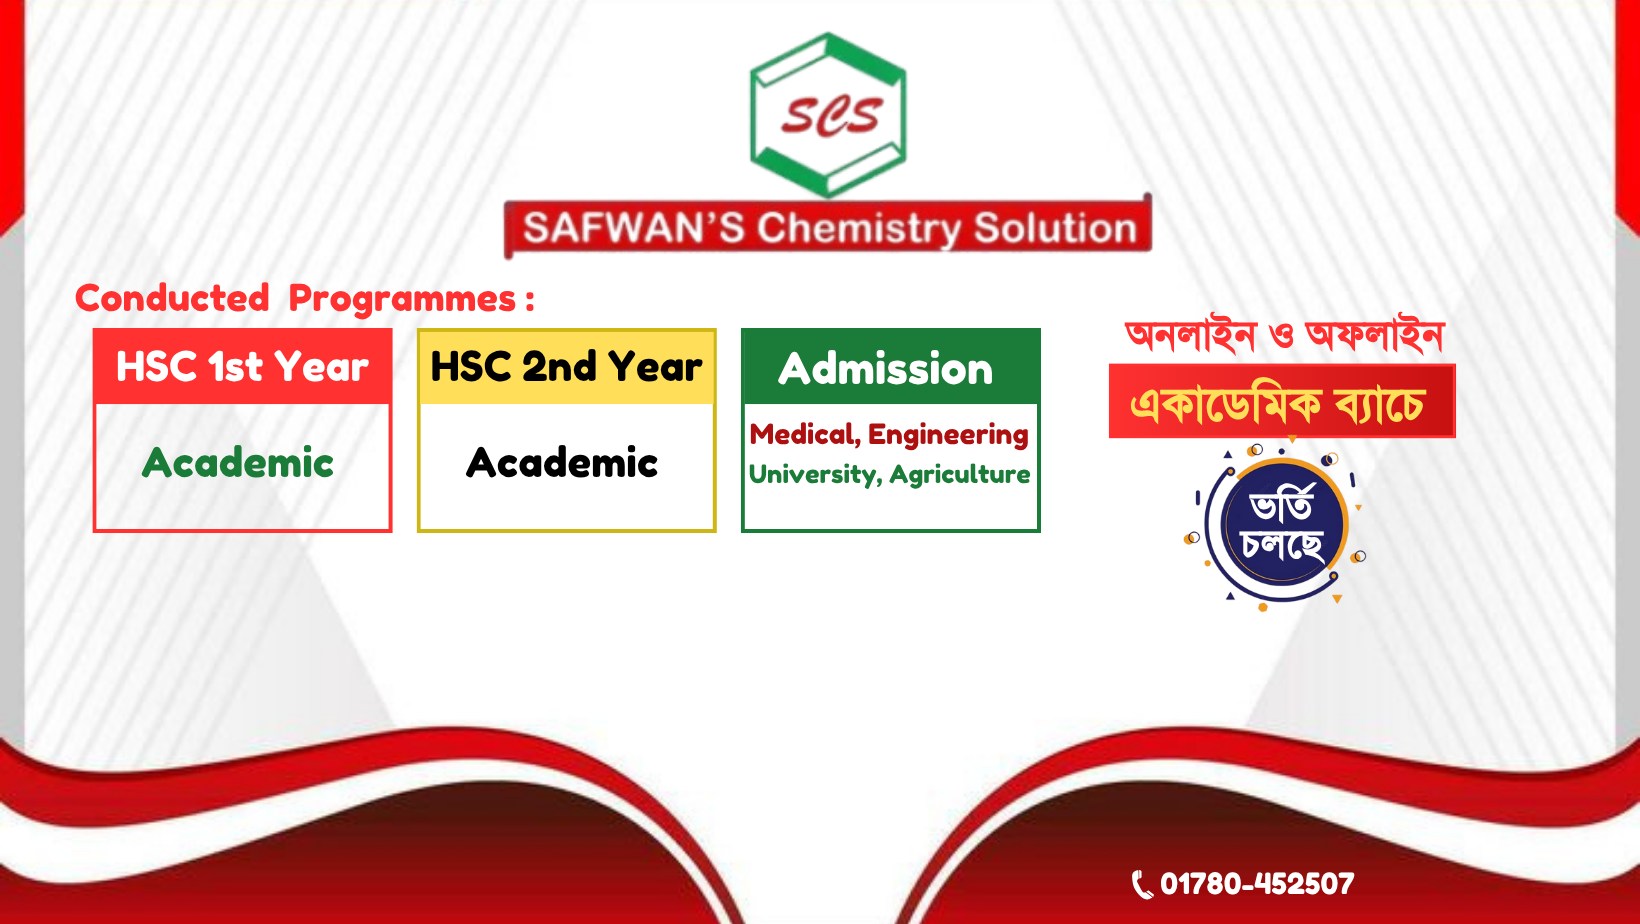 SCS
SAFWAN'S Chemistry Solution
Conducted Programmes :
HSC 1st Year
Academic
HSC 2nd Year
Academic
Admission
Medical, Engineering
University, Agriculture
অনলাইন ও অফলাইন
একাডেমিক ব্যাচে
ভর্তি
চলছে
01780-452507